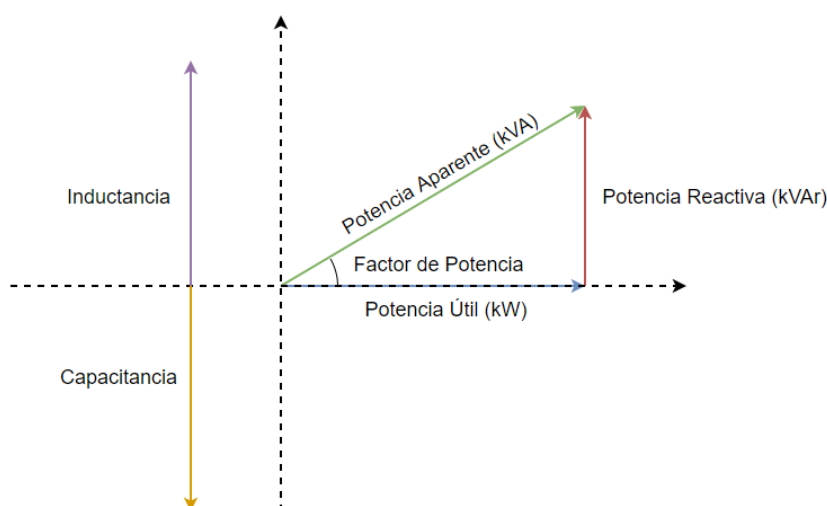 Potencia Aparente (kVA)
Inductancia
Potencia Reactiva (kVAr)
Factor de Potencia
Potencia Útil (kW)
Capacitancia